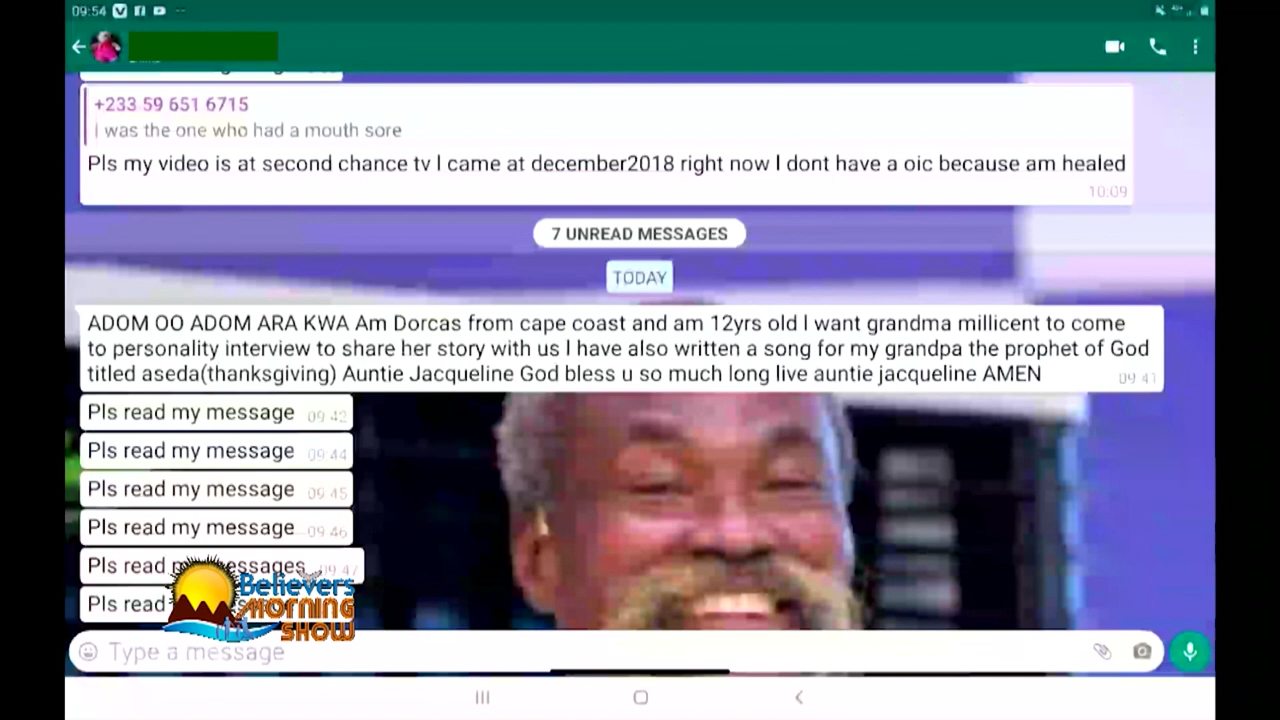 09:54
+233 59 651 6715
I was the one who had a mouth sore
Pls my video is at second chance tv I came at december2018 right now I dont have a oic because am healed
10:09
7 UNREAD MESSAGES
TODAY
ADOM OO ADOM ARA KWA Am Dorcas from cape coast and am 12yrs old I want grandma millicent to come
to personality interview to share her story with us I have also written a song for my grandpa the prophet of God
titled aseda(thanksgiving) Auntie Jacqueline God bless u so much long live auntie jacqueline AMEN
09:41
Pls read my message 09:42
Pls read my message 09:44
Pls read my message 09:45
Pls read my message 09:46
Pls read 09:47
Pls read
Believers
MORNING
SHOW
Type a message